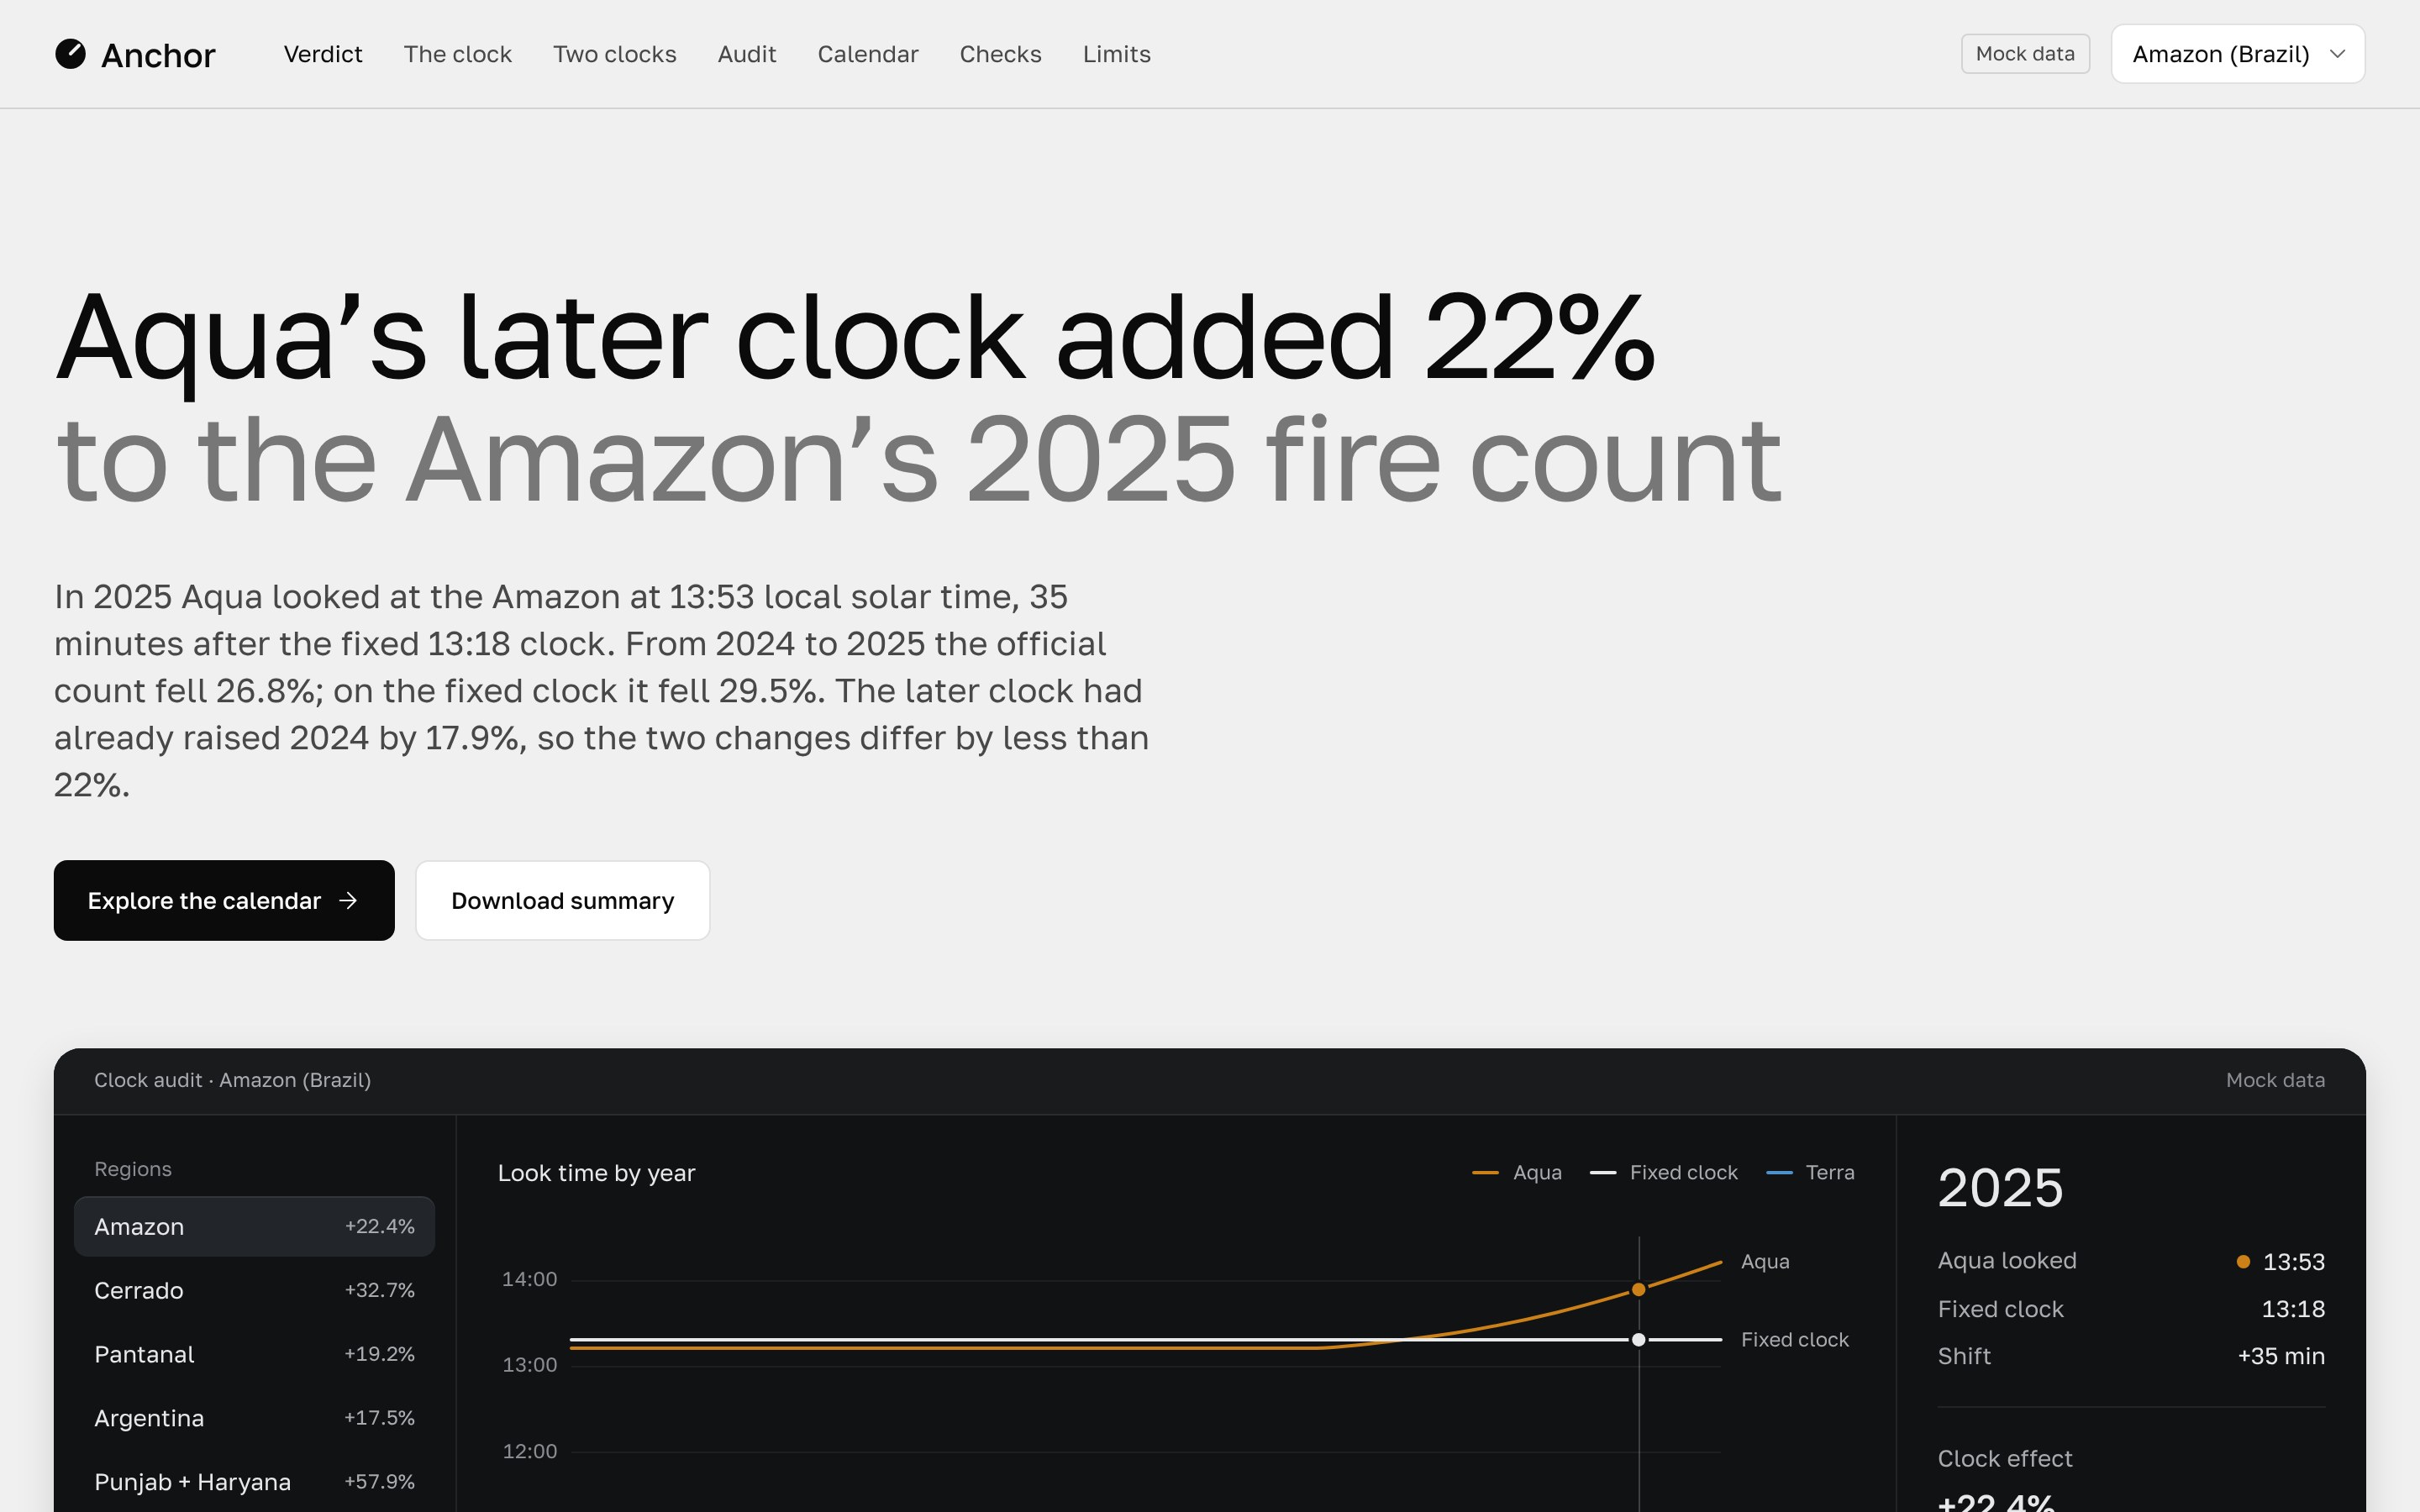 Anchor
Verdict
The clock
Two clocks
Audit
Calendar
Checks
Limits
Mock data
Amazon (Brazil)
Aqua’s later clock added 22%
to the Amazon’s 2025 fire count
In 2025 Aqua looked at the Amazon at 13:53 local solar time, 35
minutes after the fixed 13:18 clock. From 2024 to 2025 the official
count fell 26.8%; on the fixed clock it fell 29.5%. The later clock had
already raised 2024 by 17.9%, so the two changes differ by less than
22%.
Explore the calendar →
Download summary
Clock audit · Amazon (Brazil)
Mock data
Regions
Amazon +22.4%
Cerrado +32.7%
Pantanal +19.2%
Argentina +17.5%
Punjab + Haryana +57.9%
Look time by year
Aqua
Fixed clock
Terra
14:00
13:00
12:00
Aqua
Fixed clock
2025
Aqua looked 13:53
Fixed clock 13:18
Shift +35 min
Clock effect
+22.4%